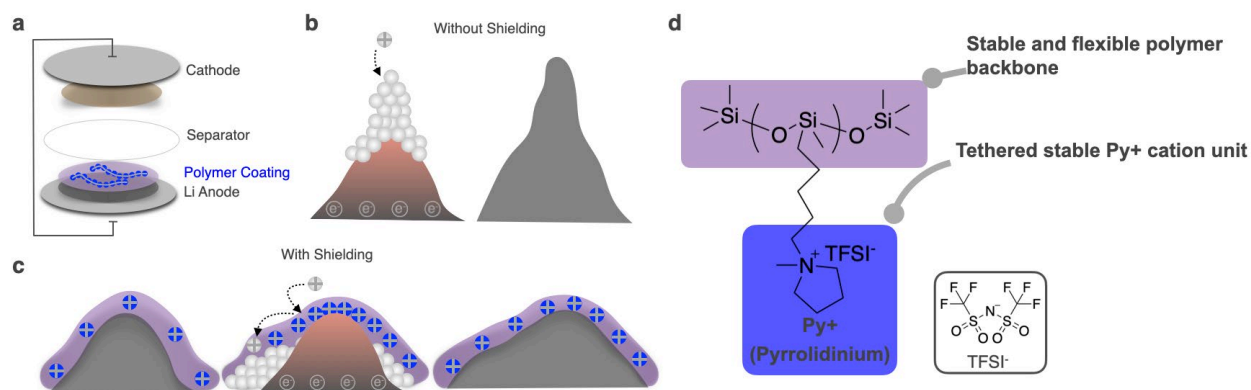 a
Cathode
Separator
Polymer Coating
Li Anode
b
Without Shielding
e⁻ e⁻ e⁻ e⁻
c
With Shielding
e⁻ e⁻ e⁻ e⁻
d
Stable and flexible polymer
backbone
Si O Si O Si
Tethered stable Py+ cation unit
N⁺ TFSI⁻
Py+
(Pyrrolidinium)
F F F F
F F
N⁻
S S
O O O O
TFSI⁻